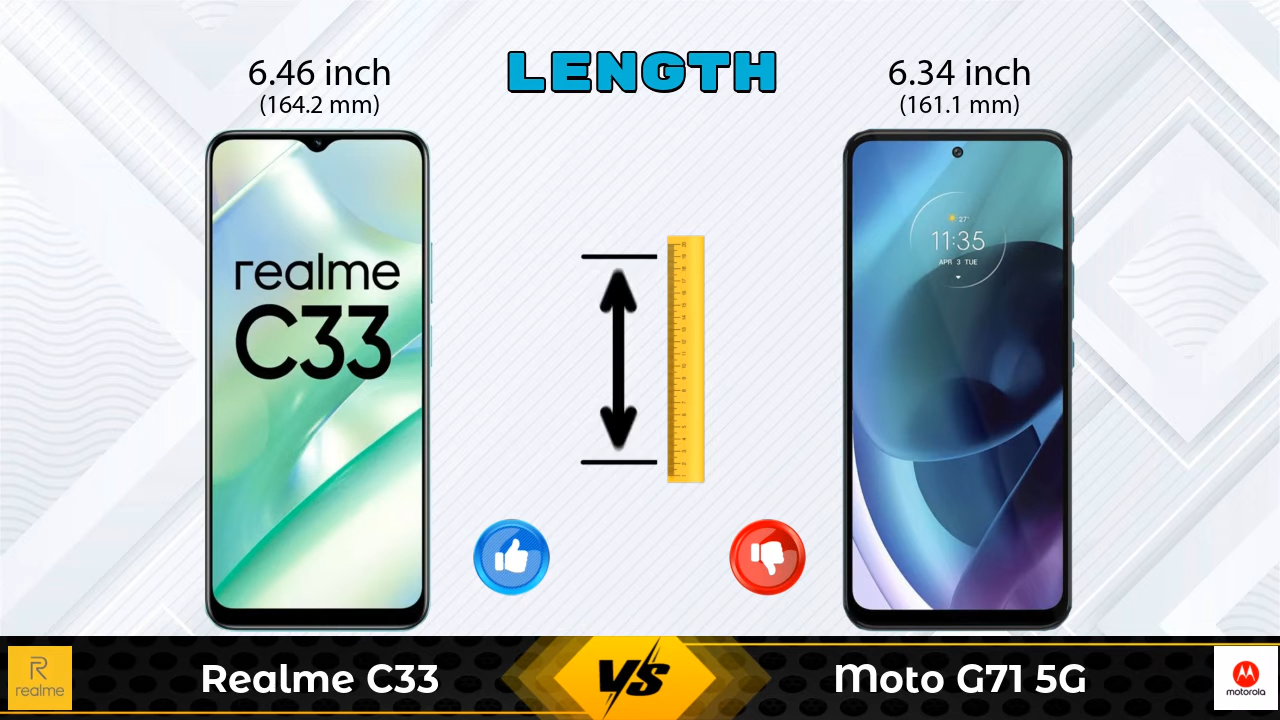 LENGTH
6.46 inch
(164.2 mm)
6.34 inch
(161.1 mm)
realme
C33
27°
11:35
APR 3 TUE
realme
Realme C33
VS
Moto G71 5G
motorola